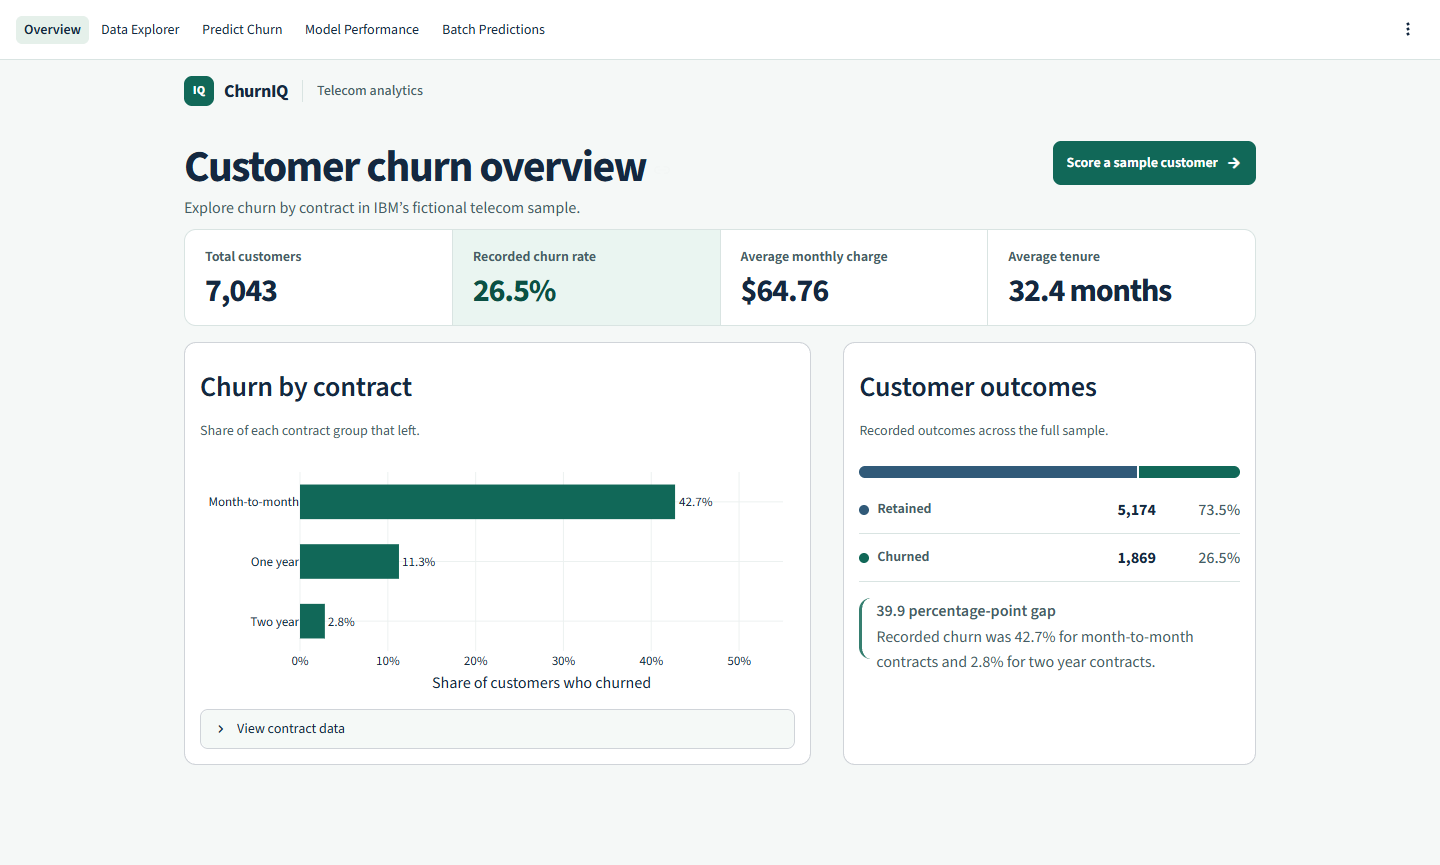 Overview
Data Explorer
Predict Churn
Model Performance
Batch Predictions
IQ
ChurnIQ
Telecom analytics
Customer churn overview
Score a sample customer →
Explore churn by contract in IBM’s fictional telecom sample.
Total customers
7,043
Recorded churn rate
26.5%
Average monthly charge
$64.76
Average tenure
32.4 months
Churn by contract
Share of each contract group that left.
Month-to-month
42.7%
One year
11.3%
Two year
2.8%
0%
10%
20%
30%
40%
50%
Share of customers who churned
View contract data
Customer outcomes
Recorded outcomes across the full sample.
Retained 5,174 73.5%
Churned 1,869 26.5%
39.9 percentage-point gap
Recorded churn was 42.7% for month-to-month
contracts and 2.8% for two year contracts.